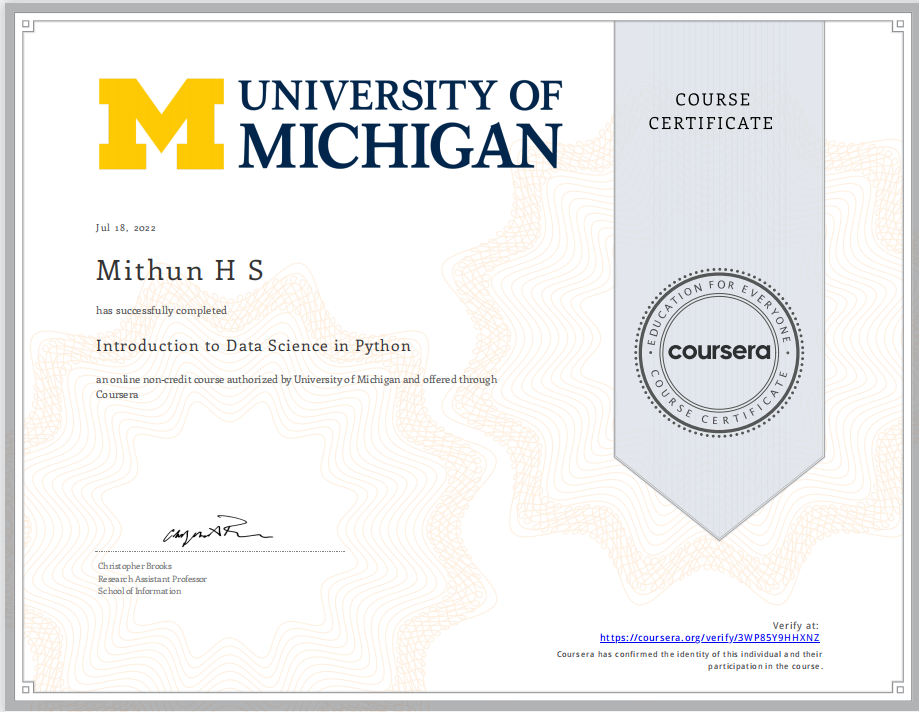 UNIVERSITY OF
MICHIGAN
COURSE
CERTIFICATE
Jul 18, 2022
Mithun H S
has successfully completed
Introduction to Data Science in Python
an online non-credit course authorized by University of Michigan and offered through
Coursera
EDUCATION FOR EVERYONE
coursera
COURSE CERTIFICATE
Christopher Brooks
Research Assistant Professor
School of Information
Verify at:
https://coursera.org/verify/3WP85Y9HHXNZ
Coursera has confirmed the identity of this individual and their
participation in the course.